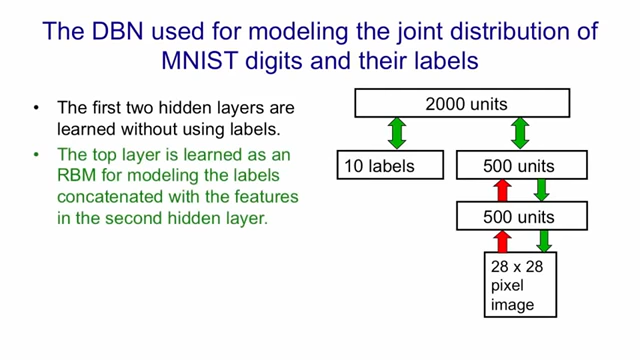 The DBN used for modeling the joint distribution of
MNIST digits and their labels
• The first two hidden layers are
learned without using labels.
• The top layer is learned as an
RBM for modeling the labels
concatenated with the features
in the second hidden layer.
2000 units
10 labels
500 units
500 units
28 x 28
pixel
image